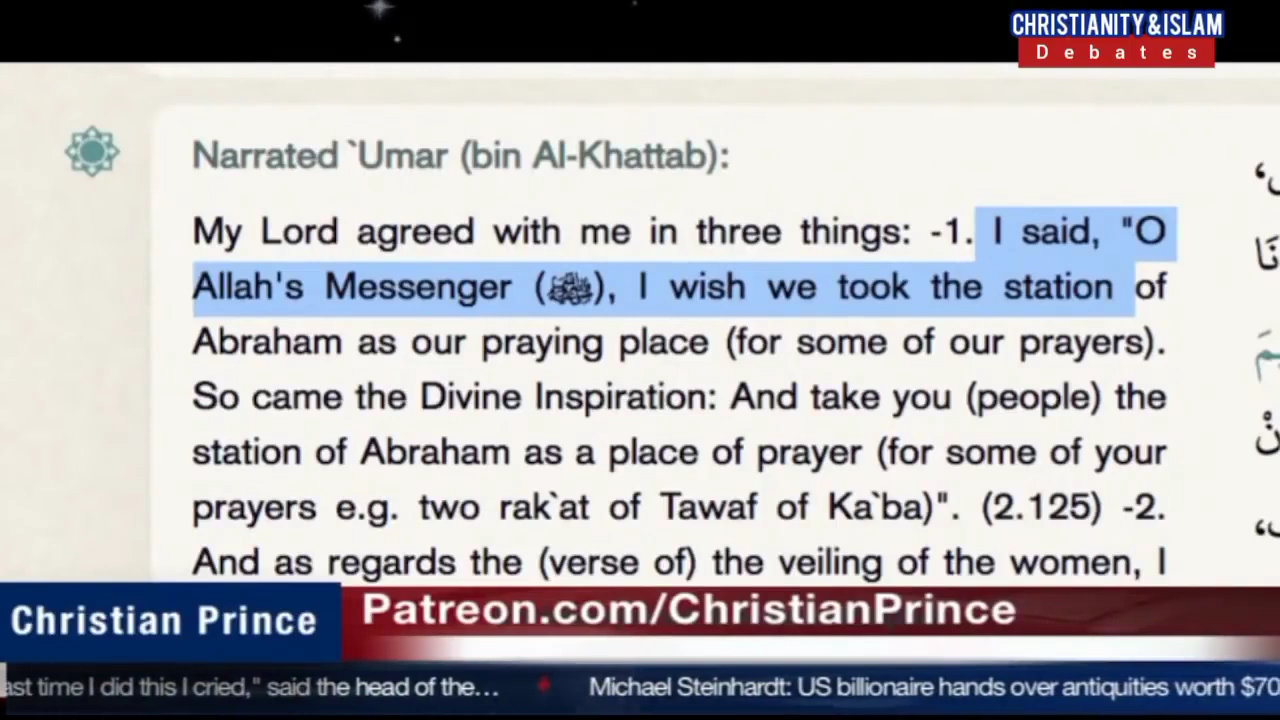 CHRISTIANITY & ISLAM
Debates
Narrated `Umar (bin Al-Khattab):
My Lord agreed with me in three things: -1. I said, "O
Allah's Messenger (ﷺ), I wish we took the station of
Abraham as our praying place (for some of our prayers).
So came the Divine Inspiration: And take you (people) the
station of Abraham as a place of prayer (for some of your
prayers e.g. two rak`at of Tawaf of Ka`ba)". (2.125) -2.
And as regards the (verse of) the veiling of the women, I
Christian Prince
Patreon.com/ChristianPrince
ast time I did this I cried," said the head of the... Michael Steinhardt: US billionaire hands over antiquities worth $70